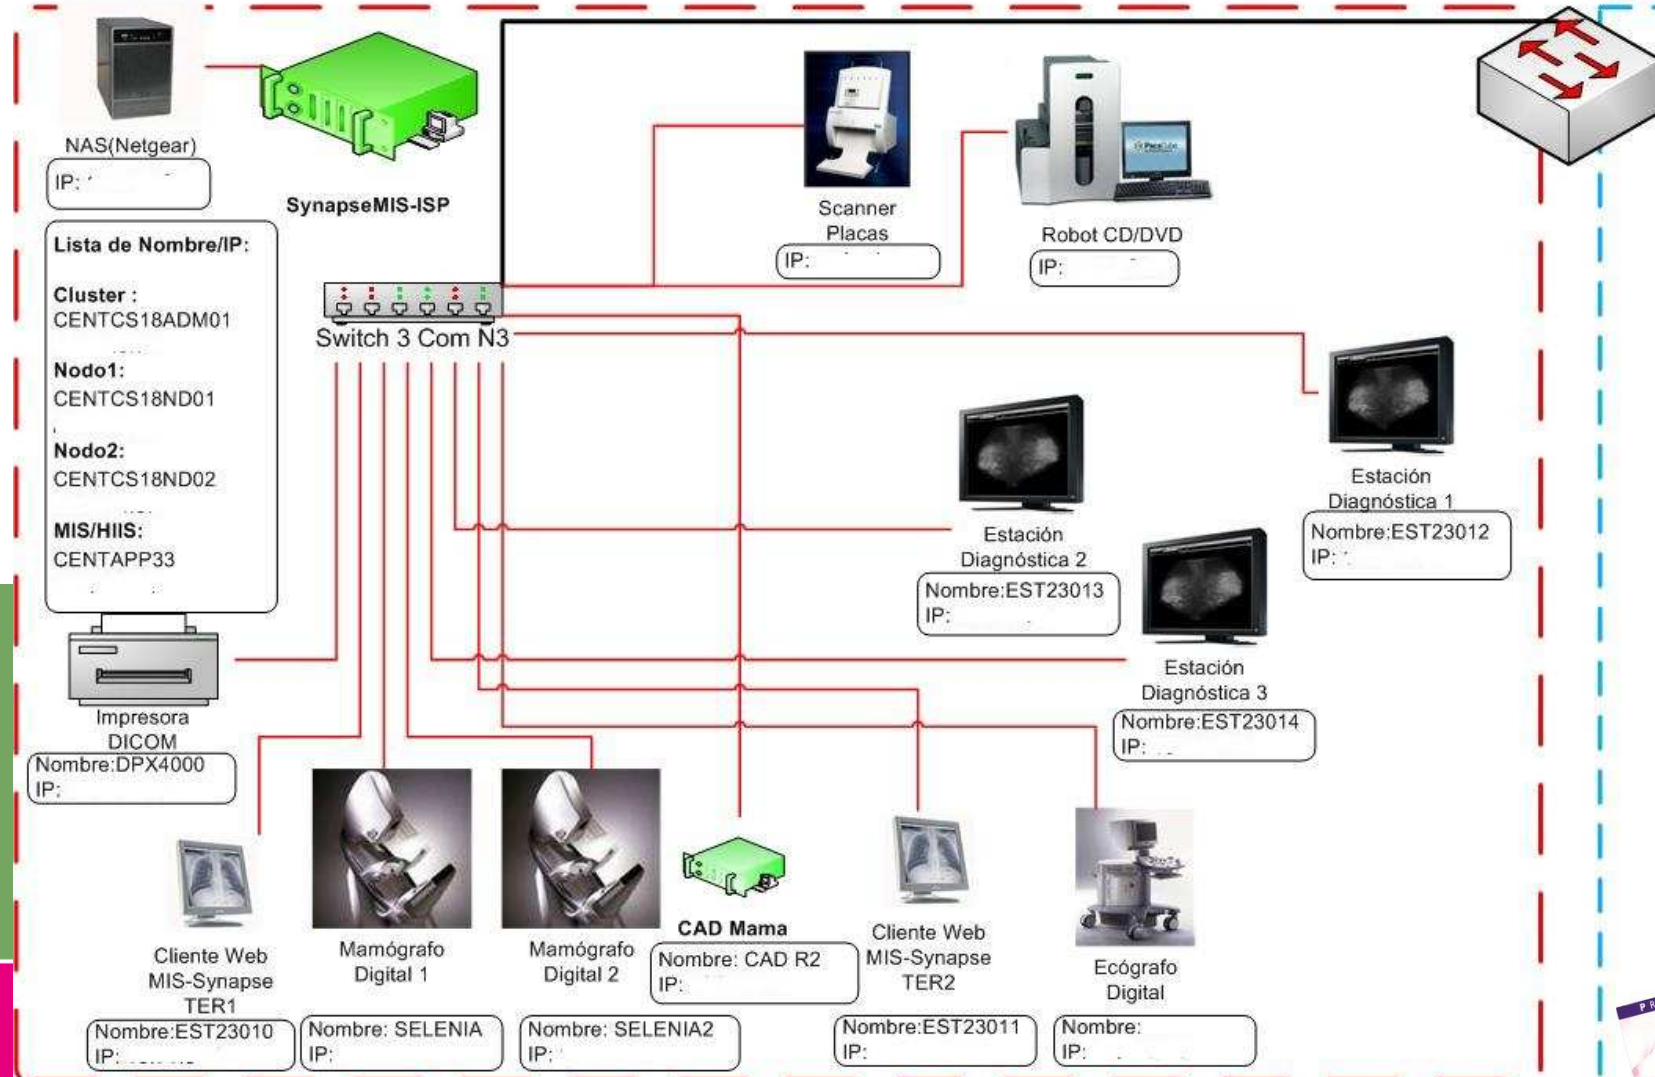 NAS(Netgear)
IP:
SynapseMIS-ISP
Lista de Nombre/IP:
Cluster :
CENTCS18ADM01
Nodo1:
CENTCS18ND01
Nodo2:
CENTCS18ND02
MIS/HIIS:
CENTAPP33
Scanner
Placas
IP:
Robot CD/DVD
IP:
Switch 3 Com N3
Estación
Diagnóstica 1
Nombre:EST23012
IP:
Estación
Diagnóstica 2
Nombre:EST23013
IP:
Estación
Diagnóstica 3
Nombre:EST23014
IP:
Impresora
DICOM
Nombre:DPX4000
IP:
Cliente Web
MIS-Synapse
TER1
Nombre:EST23010
IP:
Mamógrafo
Digital 1
Nombre: SELENIA
IP:
Mamógrafo
Digital 2
Nombre: SELENIA2
IP:
CAD Mama
Nombre: CAD R2
IP:
Cliente Web
MIS-Synapse
TER2
Nombre:EST23011
IP:
Ecógrafo
Digital
Nombre:
IP: